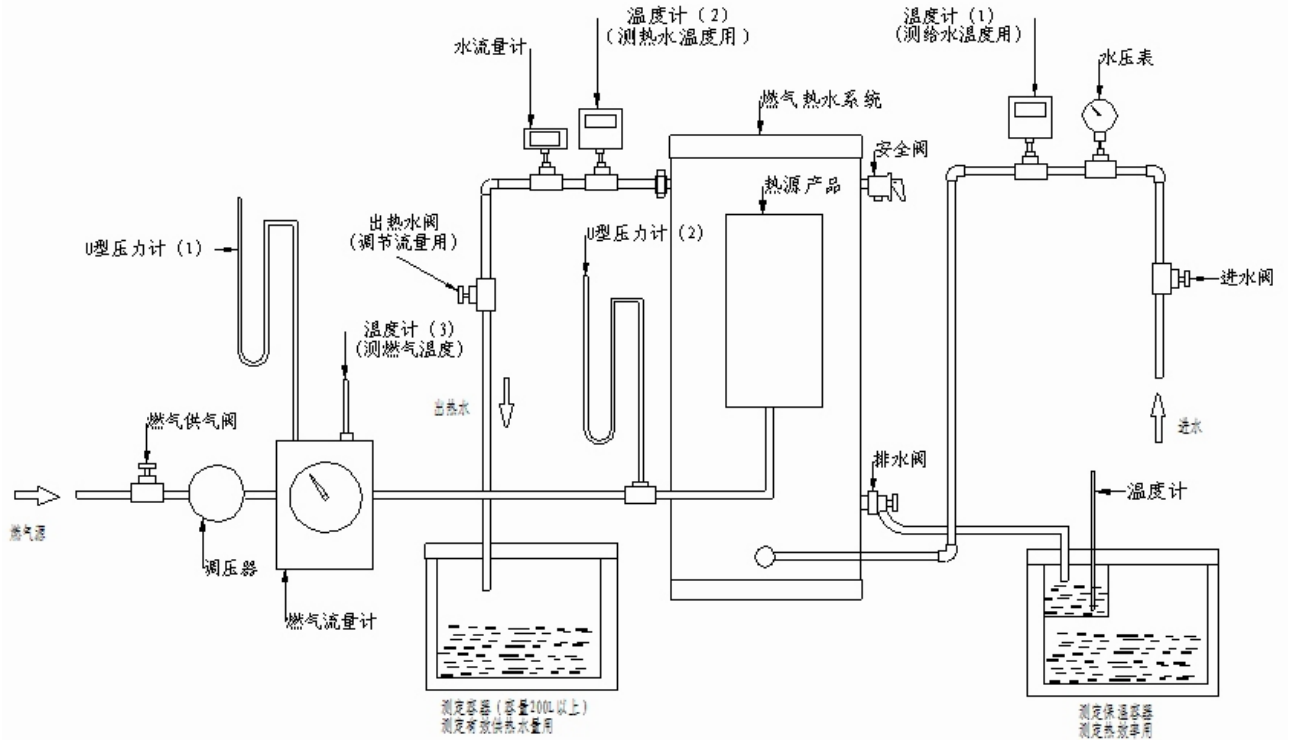 温度计（2）
（测热水温度用）
水流量计
温度计（1）
（测给水温度用）
水压表
燃气热水系统
安全阀
热源产品
出热水阀
（调节流量用）
U型压力计（1）
U型压力计（2）
进水阀
温度计（3）
（测燃气温度）
出热水
燃气供气阀
进水
排水阀
温度计
燃气源
调压器
燃气流量计
测定容器（容量200L以上）
测定有效供热水量用
测定保温容器
测定热效率用